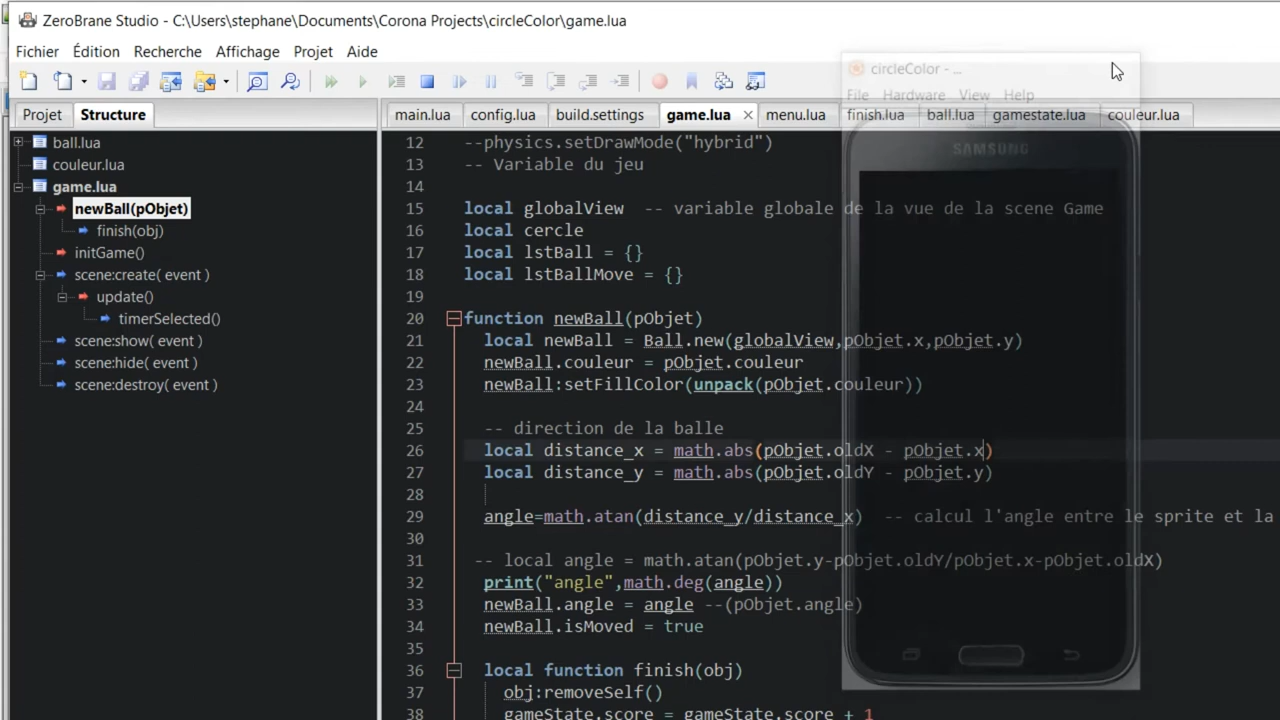 ZeroBrane Studio - C:\Users\stephane\Documents\Corona Projects\circleColor\game.lua
Fichier Édition Recherche Affichage Projet Aide
circleColor - ...
File Hardware View Help
Projet Structure
main.lua config.lua build.settings game.lua menu.lua finish.lua ball.lua gamestate.lua couleur.lua
SAMSUNG
ball.lua
couleur.lua
game.lua
newBall(pObjet)
finish(obj)
initGame()
scene:create( event )
update()
timerSelected()
scene:show( event )
scene:hide( event )
scene:destroy( event )
12 --physics.setDrawMode("hybrid")
13 -- Variable du jeu
14
15 local globalView -- variable globale de la vue de la scene Game
16 local cercle
17 local lstBall = {}
18 local lstBallMove = {}
19
20 function newBall(pObjet)
21 local newBall = Ball.new(globalView,pObjet.x,pObjet.y)
22 newBall.couleur = pObjet.couleur
23 newBall:setFillColor(unpack(pObjet.couleur))
24
25 -- direction de la balle
26 local distance_x = math.abs(pObjet.oldX - pObjet.x)
27 local distance_y = math.abs(pObjet.oldY - pObjet.y)
28
29 angle=math.atan(distance_y/distance_x) -- calcul l'angle entre le sprite et la
30
31 -- local angle = math.atan(pObjet.y-pObjet.oldY/pObjet.x-pObjet.oldX)
32 print("angle",math.deg(angle))
33 newBall.angle = angle --(pObjet.angle)
34 newBall.isMoved = true
35
36 local function finish(obj)
37 obj:removeSelf()
38 gameState.score = gameState.score + 1